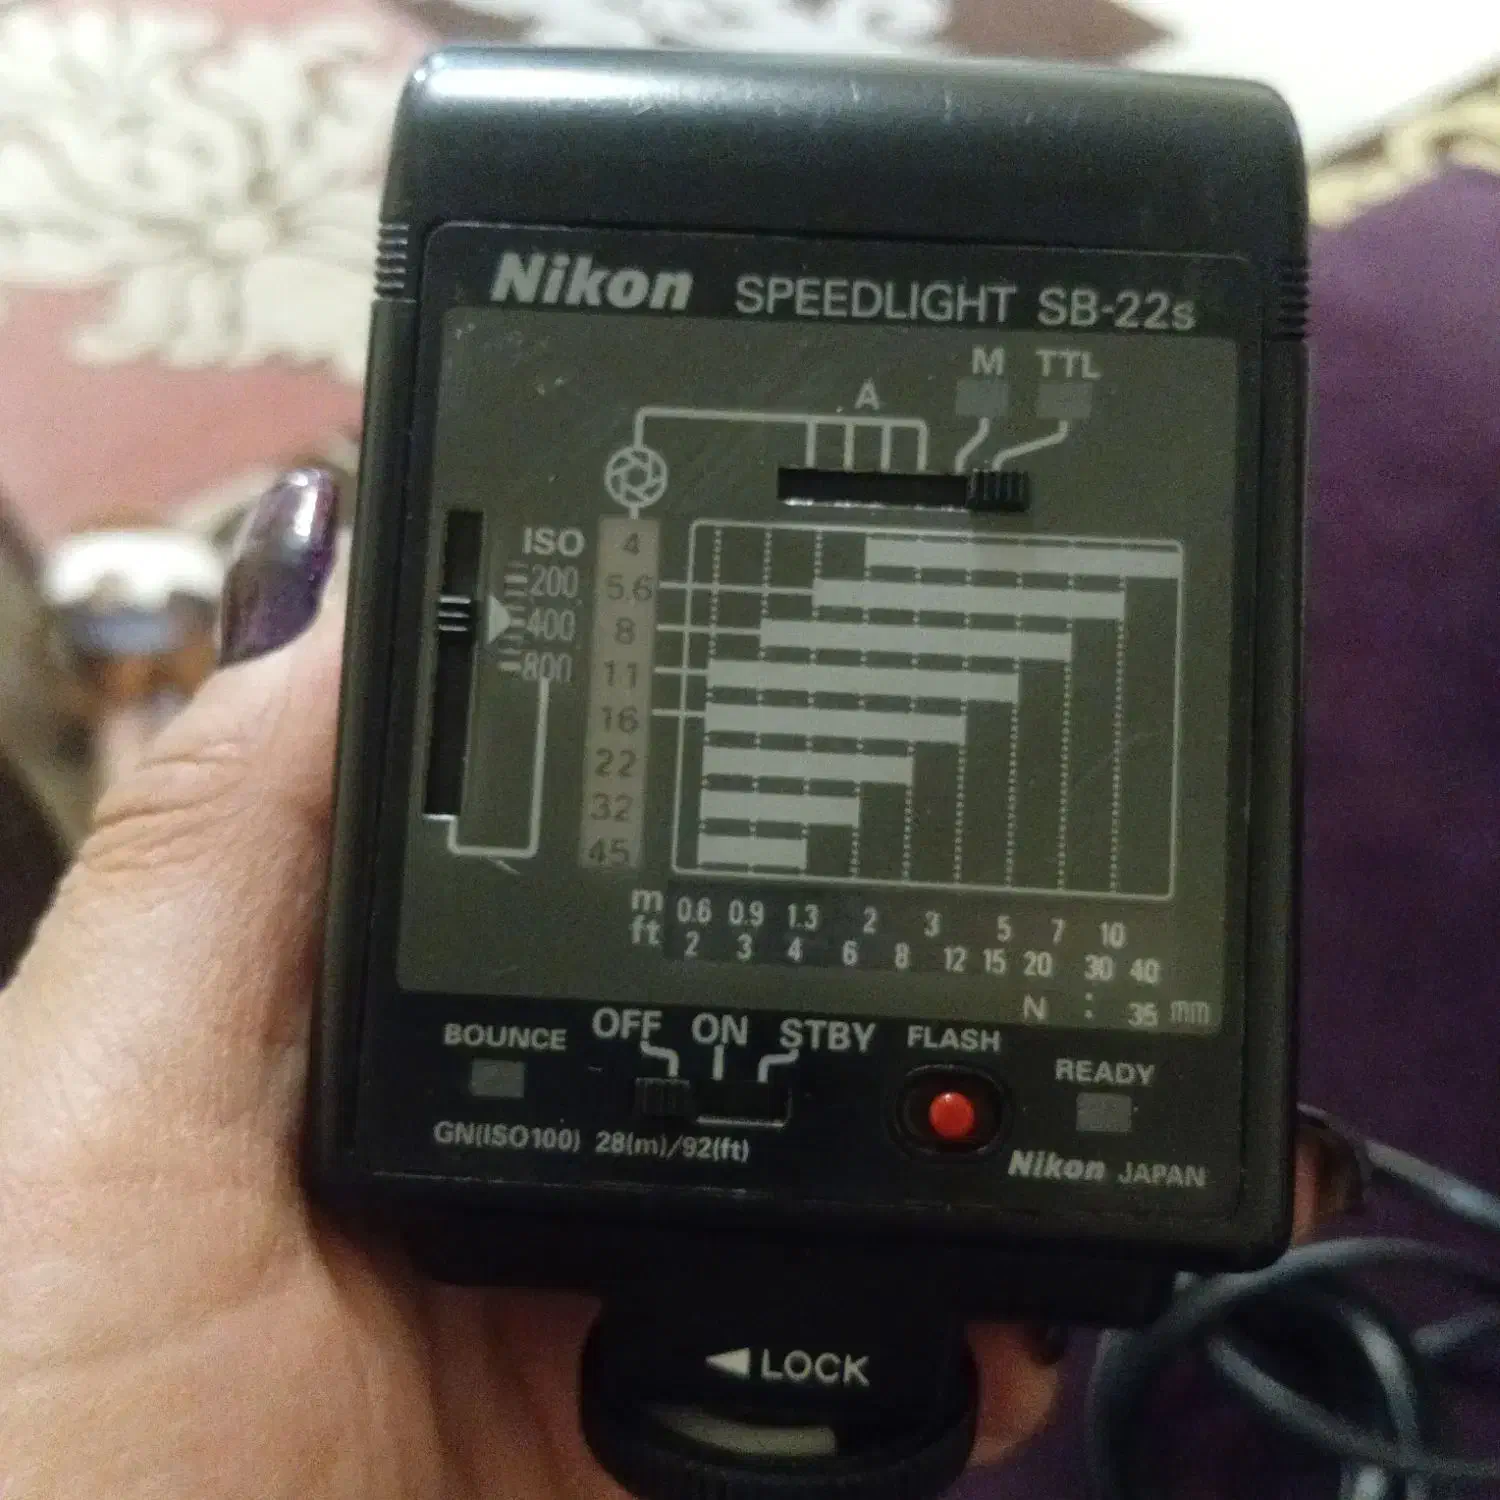 Nikon SPEEDLIGHT SB-22s
M TTL
A
ISO
200
400
800
4
5.6
8
11
16
22
32
45
m 0.6 0.9 1.3 2 3 5 7 10
ft 2 3 4 6 8 12 15 20 30 40
N : 35 mm
BOUNCE OFF ON STBY FLASH READY
GN(ISO100) 28(m)/92(ft)
Nikon JAPAN
LOCK